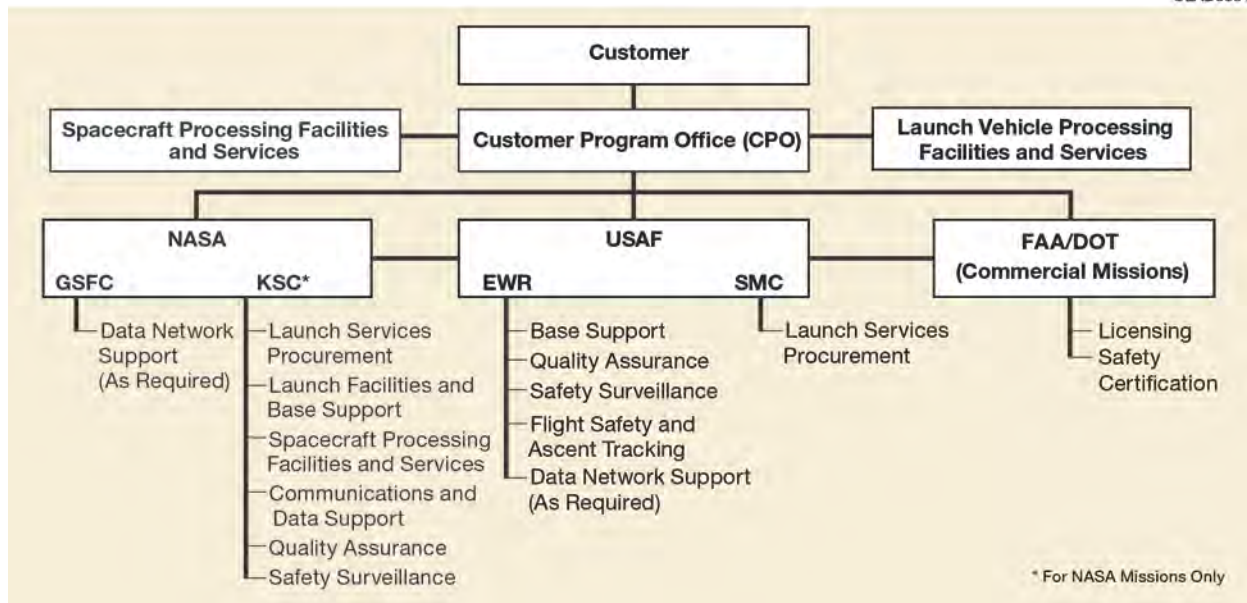 Customer
Spacecraft Processing Facilities
and Services
Customer Program Office (CPO)
Launch Vehicle Processing
Facilities and Services
NASA
GSFC
KSC*
USAF
EWR
SMC
FAA/DOT
(Commercial Missions)
Data Network
Support
(As Required)
Launch Services
Procurement
Launch Facilities and
Base Support
Spacecraft Processing
Facilities and Services
Communications and
Data Support
Quality Assurance
Safety Surveillance
Base Support
Quality Assurance
Safety Surveillance
Flight Safety and
Ascent Tracking
Data Network Support
(As Required)
Launch Services
Procurement
Licensing
Safety
Certification
* For NASA Missions Only